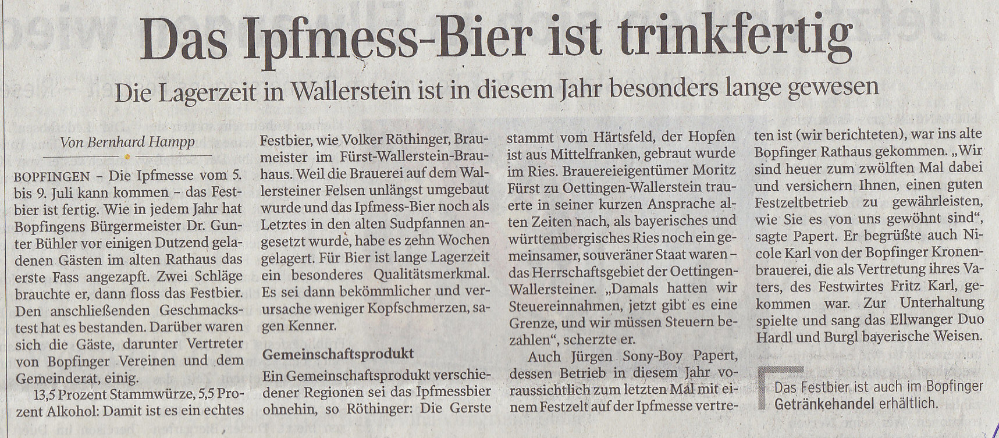 Das Ipfmess-Bier ist trinkfertig
Die Lagerzeit in Wallerstein ist in diesem Jahr besonders lange gewesen
Von Bernhard Hampp
BOPFINGEN – Die Ipfmesse vom 5.
bis 9. Juli kann kommen – das Fest-
bier ist fertig. Wie in jedem Jahr hat
Bopfingens Bürgermeister Dr. Gun-
ter Bühler vor einigen Dutzend gela-
denen Gästen im alten Rathaus das
erste Fass angezapft. Zwei Schläge
brauchte er, dann floss das Festbier.
Den anschließenden Geschmacks-
test hat es bestanden. Darüber waren
sich die Gäste, darunter Vertreter
von Bopfinger Vereinen und dem
Gemeinderat, einig.
13,5 Prozent Stammwürze, 5,5 Pro-
zent Alkohol: Damit ist es ein echtes
Festbier, wie Volker Röthinger, Brau-
meister im Fürst-Wallerstein-Brau-
haus. Weil die Brauerei auf dem Wal-
lersteiner Felsen unlängst umgebaut
wurde und das Ipfmess-Bier noch als
Letztes in den alten Sudpfannen an-
gesetzt wurde, habe es zehn Wochen
gelagert. Für Bier ist lange Lagerzeit
ein besonderes Qualitätsmerkmal.
Es sei dann bekömmlicher und ver-
ursache weniger Kopfschmerzen, sa-
gen Kenner.
Gemeinschaftsprodukt
Ein Gemeinschaftsprodukt verschie-
dener Regionen sei das Ipfmessbier
ohnehin, so Röthinger: Die Gerste
stammt vom Härtsfeld, der Hopfen
ist aus Mittelfranken, gebraut wurde
im Ries. Brauereieigentümer Moritz
Fürst zu Oettingen-Wallerstein trau-
erte in seiner kurzen Ansprache al-
ten Zeiten nach, als bayerisches und
württembergisches Ries noch ein ge-
meinsamer, souveräner Staat waren –
das Herrschaftsgebiet der Oettingen-
Wallersteiner. „Damals hatten wir
Steuereinnahmen, jetzt gibt es eine
Grenze, und wir müssen Steuern be-
zahlen“, scherzte er.
Auch Jürgen Sony-Boy Papert,
dessen Betrieb in diesem Jahr vo-
raussichtlich zum letzten Mal mit ei-
nem Festzelt auf der Ipfmesse vertre-
ten ist (wir berichteten), war ins alte
Bopfinger Rathaus gekommen. „Wir
sind heuer zum zwölften Mal dabei
und versichern Ihnen, einen guten
Festzeltbetrieb zu gewährleisten,
wie Sie es von uns gewöhnt sind“,
sagte Papert. Er begrüßte auch Ni-
cole Karl von der Bopfinger Kronen-
brauerei, die als Vertretung ihres Va-
ters, des Festwirtes Fritz Karl, ge-
kommen war. Zur Unterhaltung
spielte und sang das Ellwanger Duo
Hardl und Burgl bayerische Weisen.
Das Festbier ist auch im Bopfinger
Getränkehandel erhältlich.